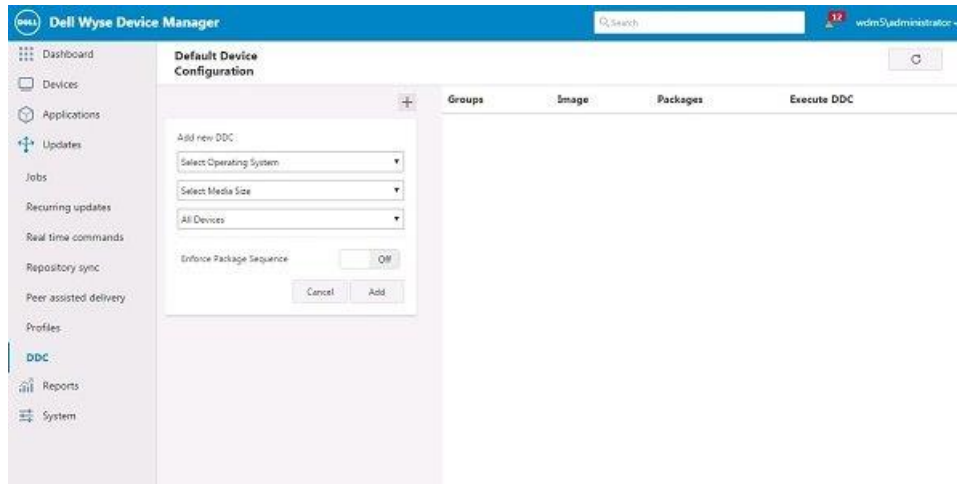 DELL Dell Wyse Device Manager
Search
12
wdm5\administrator
Dashboard
Devices
Applications
Updates
Jobs
Recurring updates
Real time commands
Repository sync
Peer assisted delivery
Profiles
DDC
Reports
System
Default Device
Configuration
+
Add new DDC
Select Operating System
Select Media Size
All Devices
Enforce Package Sequence Off
Cancel Add
Groups Image Packages Execute DDC